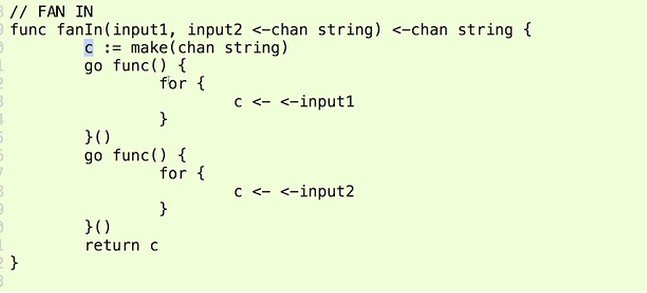 // FAN IN
func fanIn(input1, input2 <-chan string) <-chan string {
        c := make(chan string)
        go func() {
                for {
                        c <- <-input1
                }
        }()
        go func() {
                for {
                        c <- <-input2
                }
        }()
        return c
}